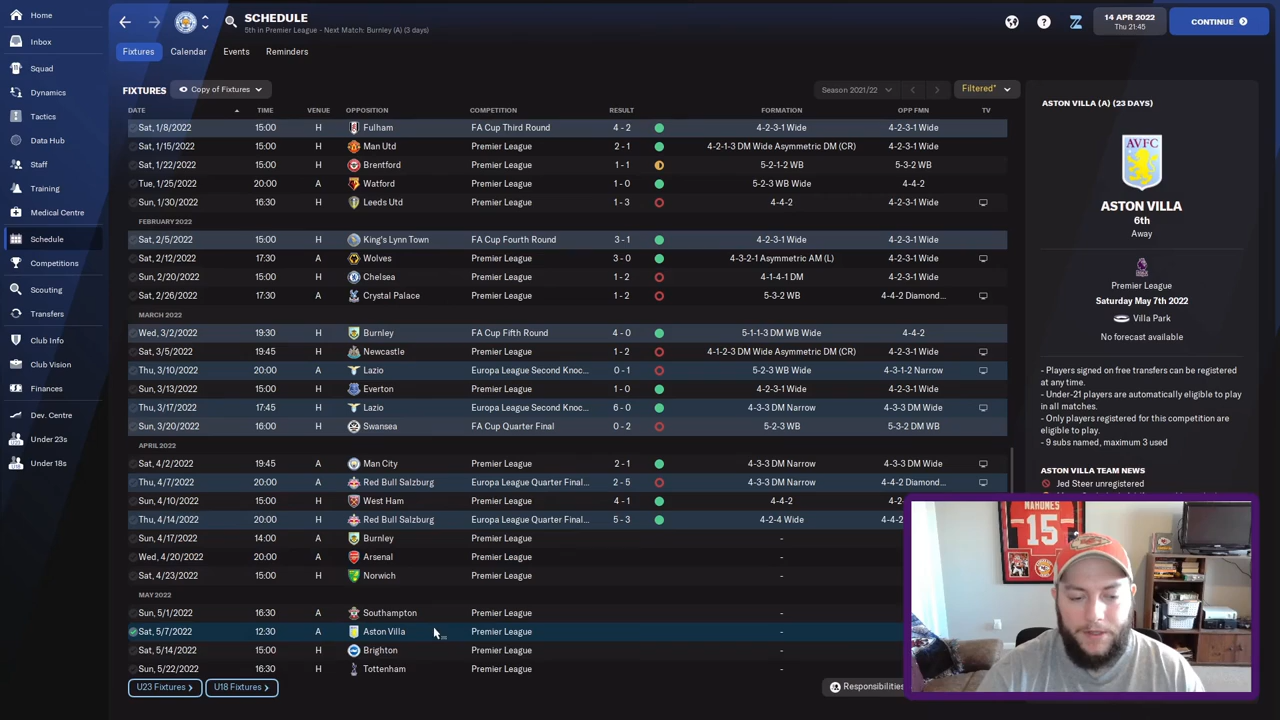 Home
Inbox
Squad
Dynamics
Tactics
Data Hub
Staff
Training
Medical Centre
Schedule
Competitions
Scouting
Transfers
Club Info
Club Vision
Finances
Dev. Centre
Under 23s
Under 18s
SCHEDULE
5th in Premier League - Next Match: Burnley (A) (3 days)
14 APR 2022
Thu 21:45
CONTINUE
Fixtures Calendar Events Reminders
FIXTURES Copy of Fixtures Season 2021/22 Filtered*
DATE TIME VENUE OPPOSITION COMPETITION RESULT FORMATION OPP FMN TV
Sat, 1/8/2022 15:00 H Fulham FA Cup Third Round 4 - 2 4-2-3-1 Wide 4-2-3-1 Wide
Sat, 1/15/2022 15:00 H Man Utd Premier League 2 - 1 4-2-1-3 DM Wide Asymmetric DM (CR) 4-2-3-1 Wide
Sat, 1/22/2022 15:00 H Brentford Premier League 1 - 1 5-2-1-2 WB 5-3-2 WB
Tue, 1/25/2022 20:00 A Watford Premier League 1 - 0 5-2-3 WB Wide 4-4-2
Sun, 1/30/2022 16:30 H Leeds Utd Premier League 1 - 3 4-4-2 4-2-3-1 Wide
FEBRUARY 2022
Sat, 2/5/2022 15:00 H King's Lynn Town FA Cup Fourth Round 3 - 1 4-2-3-1 Wide 4-2-3-1 Wide
Sat, 2/12/2022 17:30 A Wolves Premier League 3 - 0 4-3-2-1 Asymmetric AM (L) 4-2-3-1 Wide
Sun, 2/20/2022 15:00 H Chelsea Premier League 1 - 2 4-1-4-1 DM 4-2-3-1 Wide
Sat, 2/26/2022 17:30 A Crystal Palace Premier League 1 - 2 5-3-2 WB 4-4-2 Diamond...
MARCH 2022
Wed, 3/2/2022 19:30 H Burnley FA Cup Fifth Round 4 - 0 5-1-1-3 DM WB Wide 4-4-2
Sat, 3/5/2022 19:45 H Newcastle Premier League 1 - 2 4-1-2-3 DM Wide Asymmetric DM (CR) 4-2-3-1 Wide
Thu, 3/10/2022 20:00 A Lazio Europa League Second Knoc... 0 - 1 5-2-3 WB Wide 4-3-1-2 Narrow
Sun, 3/13/2022 15:00 H Everton Premier League 1 - 0 4-2-3-1 Wide 4-2-3-1 Wide
Thu, 3/17/2022 17:45 H Lazio Europa League Second Knoc... 6 - 0 4-3-3 DM Narrow 4-3-3 DM Wide
Sun, 3/20/2022 16:00 H Swansea FA Cup Quarter Final 0 - 2 5-2-3 WB 5-3-2 DM WB
APRIL 2022
Sat, 4/2/2022 19:45 A Man City Premier League 2 - 1 4-3-3 DM Narrow 4-3-3 DM Wide
Thu, 4/7/2022 20:00 A Red Bull Salzburg Europa League Quarter Final... 2 - 5 4-3-3 DM Narrow 4-4-2 Diamond...
Sun, 4/10/2022 15:00 H West Ham Premier League 4 - 1 4-4-2
Thu, 4/14/2022 20:00 H Red Bull Salzburg Europa League Quarter Final... 5 - 3 4-2-4 Wide 4-4-2
Sun, 4/17/2022 14:00 A Burnley Premier League -
Wed, 4/20/2022 20:00 A Arsenal Premier League -
Sat, 4/23/2022 15:00 H Norwich Premier League -
MAY 2022
Sun, 5/1/2022 16:30 A Southampton Premier League -
Sat, 5/7/2022 12:30 A Aston Villa Premier League -
Sat, 5/14/2022 15:00 H Brighton Premier League -
Sun, 5/22/2022 16:30 H Tottenham Premier League -
U23 Fixtures U18 Fixtures Responsibilities
ASTON VILLA (A) (23 DAYS)
AVFC
ASTON VILLA
6th
Away
Premier League
Saturday May 7th 2022
Villa Park
No forecast available
- Players signed on free transfers can be registered
at any time.
- Under-21 players are automatically eligible to play
in all matches.
- Only players registered for this competition are
eligible to play.
- 9 subs named, maximum 3 used
ASTON VILLA TEAM NEWS
Jed Steer unregistered
MAHOMES
15